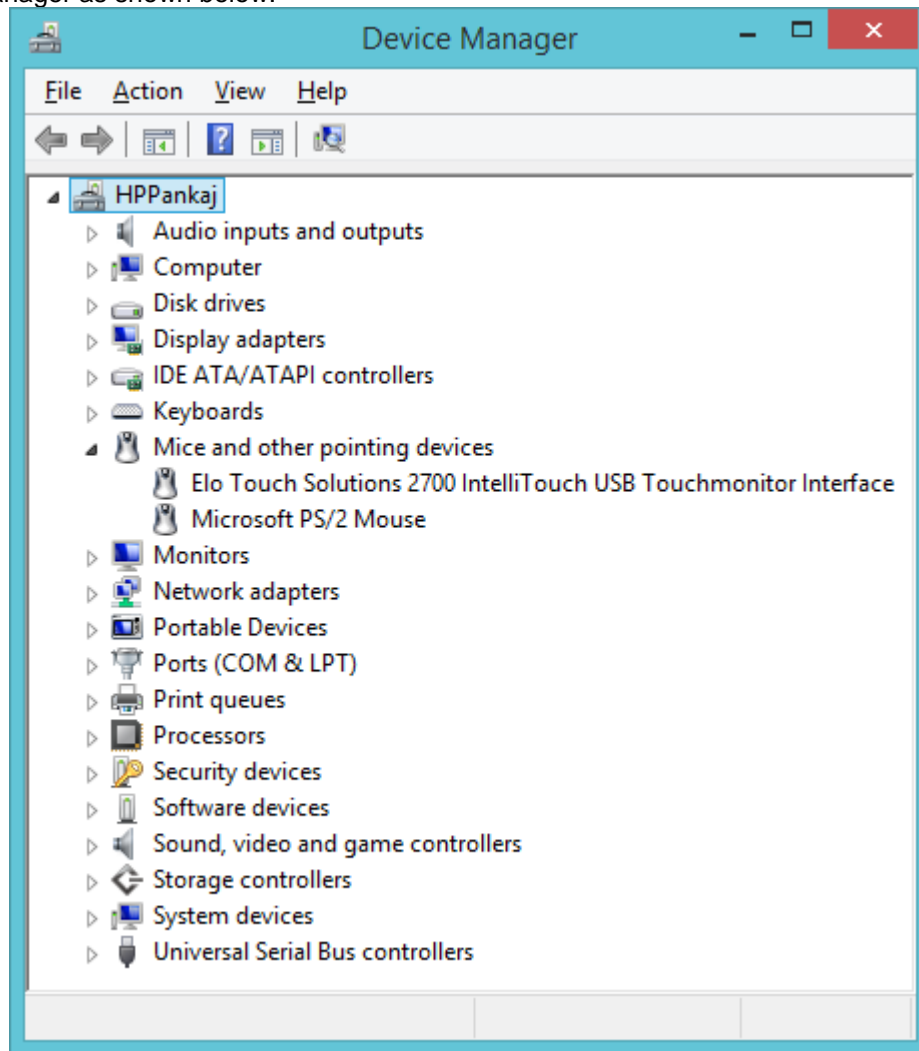 as shown below.
Device Manager
File Action View Help
HPPankaj
Audio inputs and outputs
Computer
Disk drives
Display adapters
IDE ATA/ATAPI controllers
Keyboards
Mice and other pointing devices
Elo Touch Solutions 2700 IntelliTouch USB Touchmonitor Interface
Microsoft PS/2 Mouse
Monitors
Network adapters
Portable Devices
Ports (COM & LPT)
Print queues
Processors
Security devices
Software devices
Sound, video and game controllers
Storage controllers
System devices
Universal Serial Bus controllers